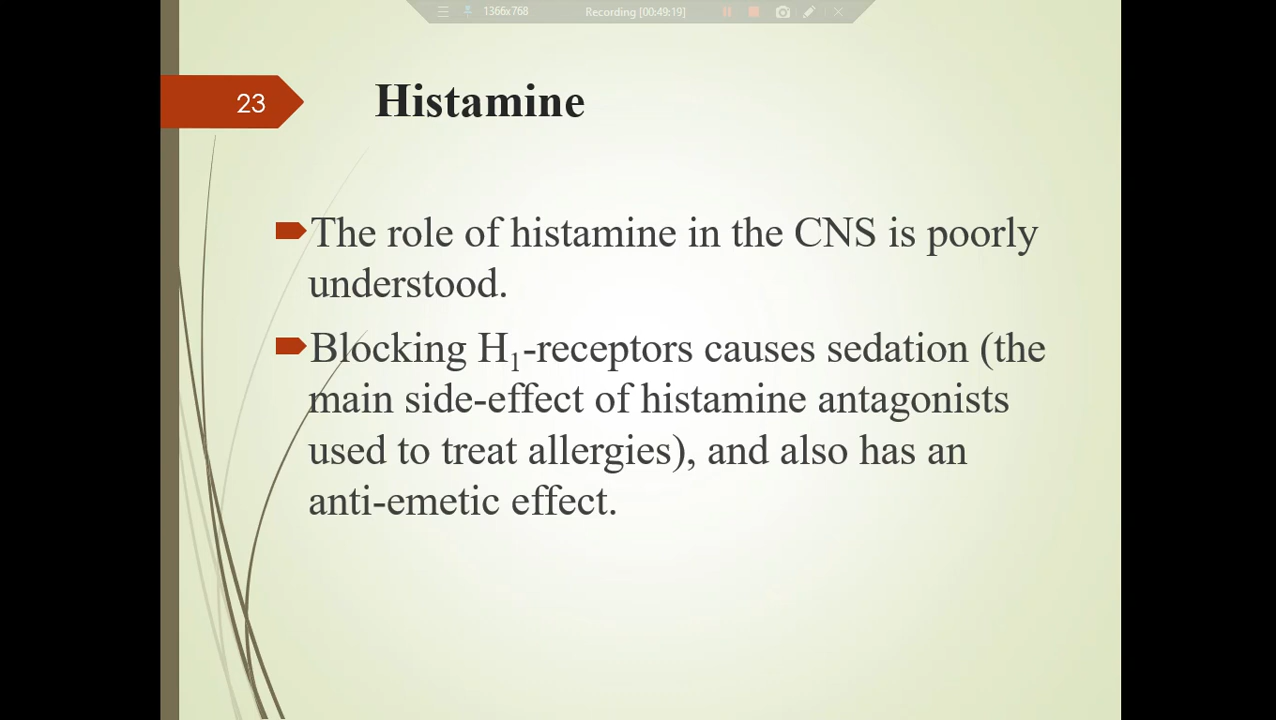 1366x768 Recording [00:49:19]
23
Histamine
The role of histamine in the CNS is poorly
understood.
Blocking H₁-receptors causes sedation (the
main side-effect of histamine antagonists
used to treat allergies), and also has an
anti-emetic effect.